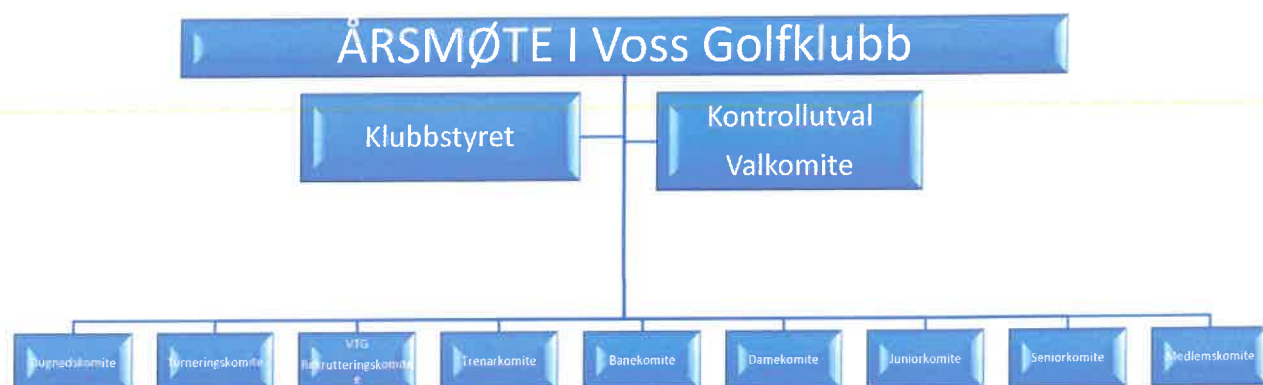 ÅRSMØTE I Voss Golfklubb
Klubbstyret
Kontrollutval
Valkomite
Dugnadskomite
Turneringskomite
VTG
Rekrutteringskomite
e
Trenarkomite
Banekomite
Damekomite
Juniorkomite
Seniorkomite
Medlemskomite